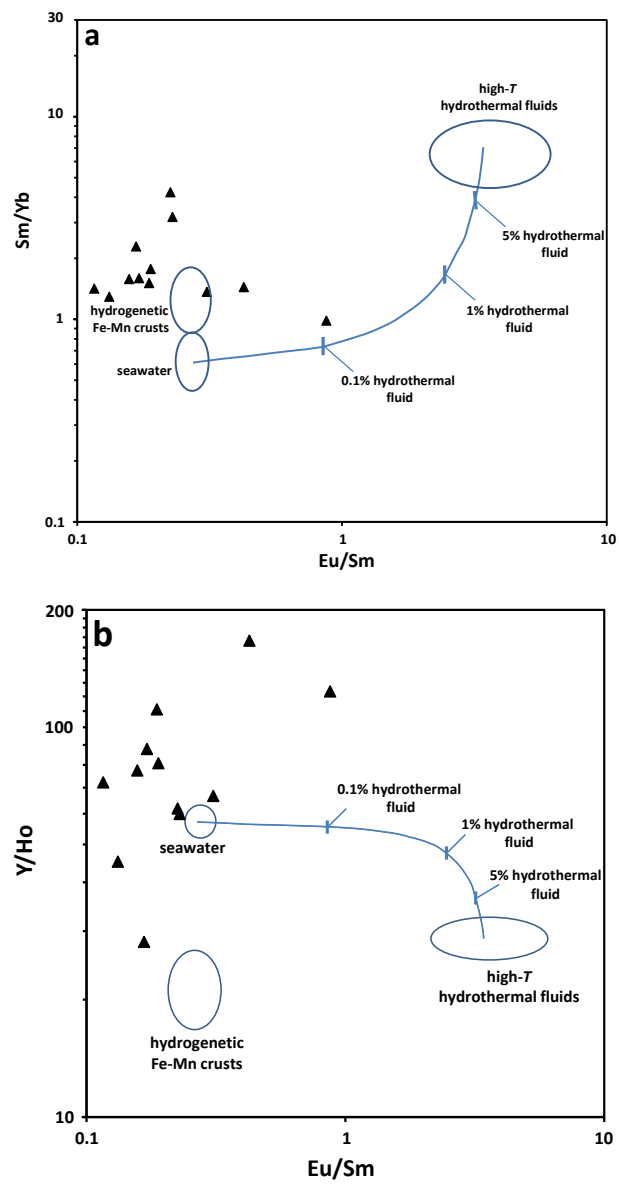 a
30
10
1
0.1
Sm/Yb
high-T
hydrothermal fluids
5% hydrothermal
fluid
1% hydrothermal
fluid
0.1% hydrothermal
fluid
hydrogenetic
Fe-Mn crusts
seawater
0.1
1
10
Eu/Sm
b
200
100
10
Y/Ho
0.1% hydrothermal
fluid
1% hydrothermal
fluid
5% hydrothermal
fluid
seawater
high-T
hydrothermal fluids
hydrogenetic
Fe-Mn crusts
0.1
1
10
Eu/Sm